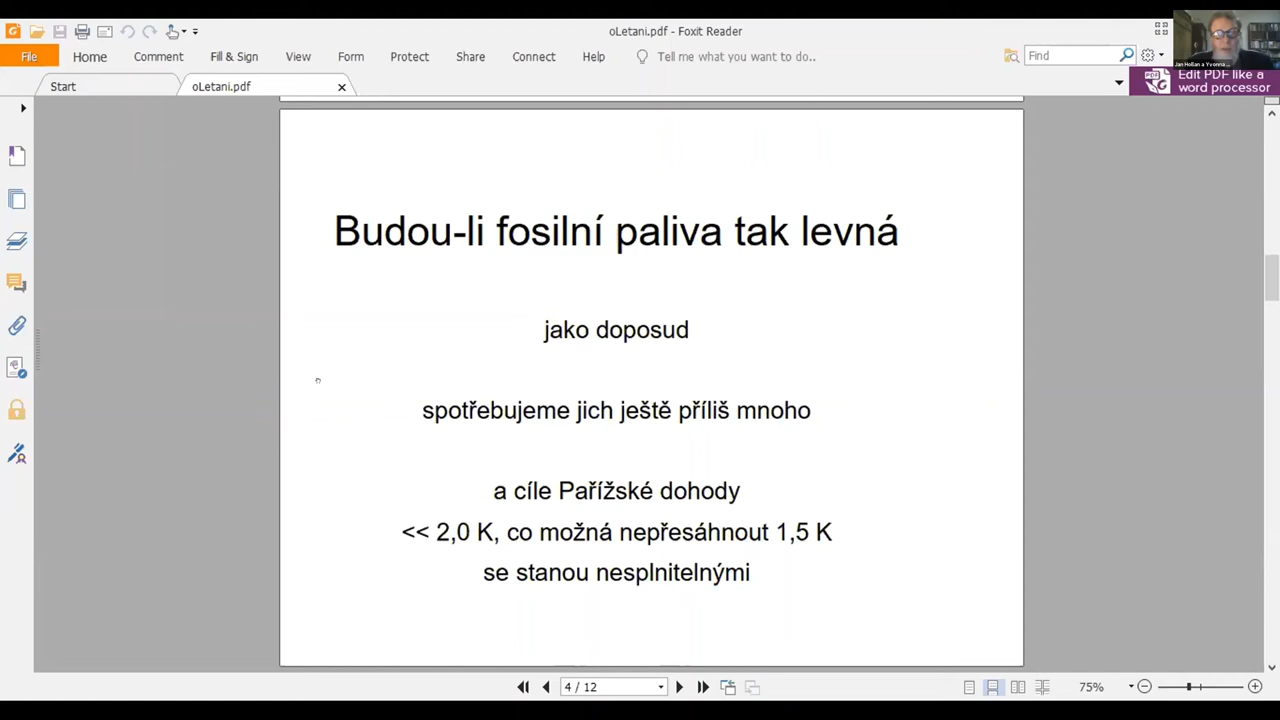 oLetani.pdf - Foxit Reader
File Home Comment Fill & Sign View Form Protect Share Connect Help Tell me what you want to do.. Find
Start oLetani.pdf
Edit PDF like a
word processor
Jan Hollan a Yvonna ...
Budou-li fosilní paliva tak levná
jako doposud
spotřebujeme jich ještě příliš mnoho
a cíle Pařížské dohody
<< 2,0 K, co možná nepřesáhnout 1,5 K
se stanou nesplnitelnými
4 / 12
75%